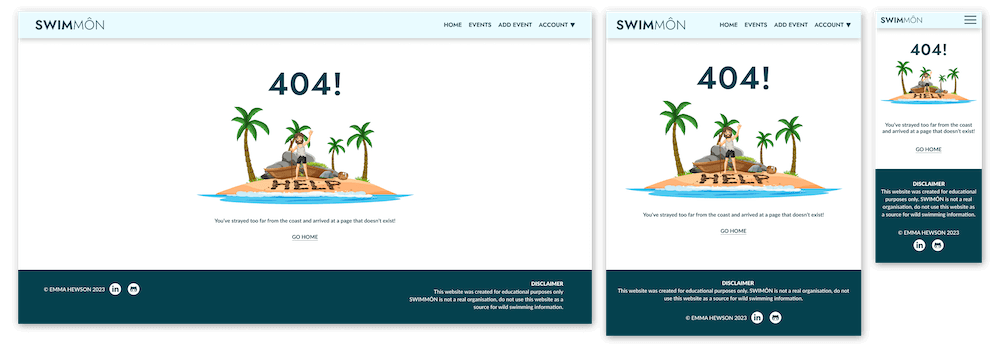 SWIMMÔN
HOME EVENTS ADD EVENT ACCOUNT ▼
404!
HELP
You've strayed too far from the coast and arrived at a page that doesn't exist!
GO HOME
© EMMA HEWSON 2023 in
DISCLAIMER
This website was created for educational purposes only
SWIMMÔN is not a real organisation, do not use this website as a
source for wild swimming information.
SWIMMÔN
HOME EVENTS ADD EVENT ACCOUNT ▼
404!
HELP
You've strayed too far from the coast and arrived at a page that doesn't exist!
GO HOME
DISCLAIMER
This website was created for educational purposes only. SWIMMÔN is not a real organisation, do not
use this website as a source for wild swimming information.
© EMMA HEWSON 2023 in
SWIMMÔN
404!
HELP
You've strayed too far from the coast
and arrived at a page that doesn't exist!
GO HOME
DISCLAIMER
This website was created for educational
purposes only. SWIMMÔN is not a real
organisation, do not use this website as
a source for wild swimming information.
© EMMA HEWSON 2023
in